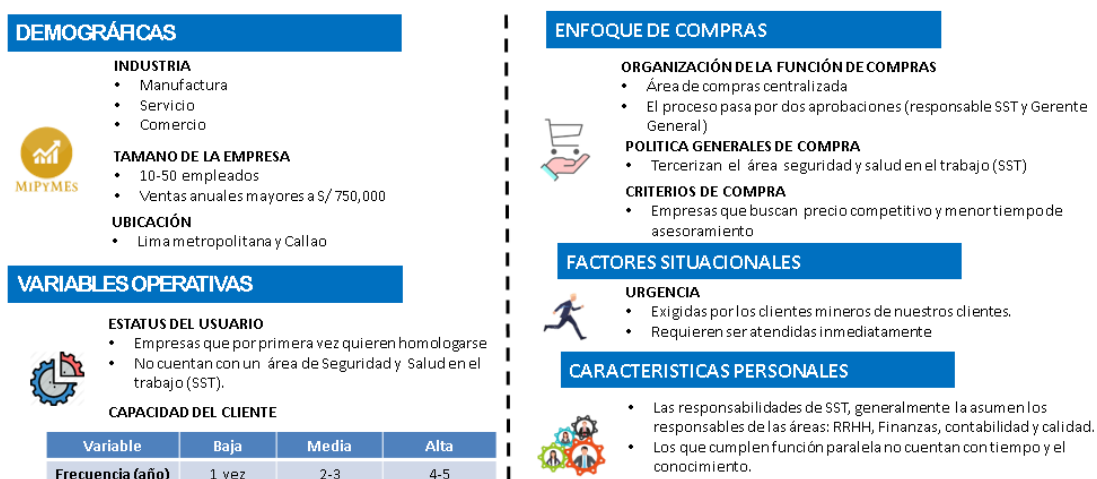 DEMOGRÁFICAS
INDUSTRIA
• Manufactura
• Servicio
• Comercio
MIPYMES
TAMANO DE LA EMPRESA
• 10-50 empleados
• Ventas anuales mayores a S/ 750,000
UBICACIÓN
• Lima metropolitana y Callao
VARIABLES OPERATIVAS
ESTATUS DEL USUARIO
• Empresas que por primera vez quieren homologarse
• No cuentan con un área de Seguridad y Salud en el
trabajo (SST).
CAPACIDAD DEL CLIENTE
Variable Baja Media Alta
Frecuencia (año) 1 vez 2-3 4-5
ENFOQUE DE COMPRAS
ORGANIZACIÓN DE LA FUNCIÓN DE COMPRAS
• Área de compras centralizada
• El proceso pasa por dos aprobaciones (responsable SST y Gerente
General)
POLITICA GENERALES DE COMPRA
• Tercerizan el área seguridad y salud en el trabajo (SST)
CRITERIOS DE COMPRA
• Empresas que buscan precio competitivo y menor tiempo de
asesoramiento
FACTORES SITUACIONALES
URGENCIA
• Exigidas por los clientes mineros de nuestros clientes.
• Requieren ser atendidas inmediatamente
CARACTERISTICAS PERSONALES
• Las responsabilidades de SST, generalmente la asumen los
responsables de las áreas: RRHH, Finanzas, contabilidad y calidad.
• Los que cumplen función paralela no cuentan con tiempo y el
conocimiento.